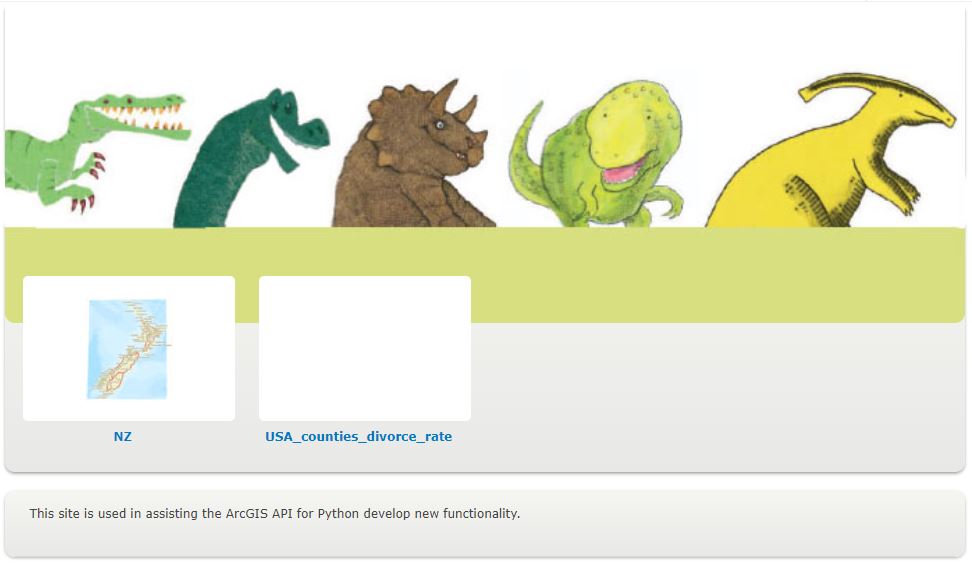 NZ
USA_counties_divorce_rate
This site is used in assisting the ArcGIS API for Python develop new functionality.